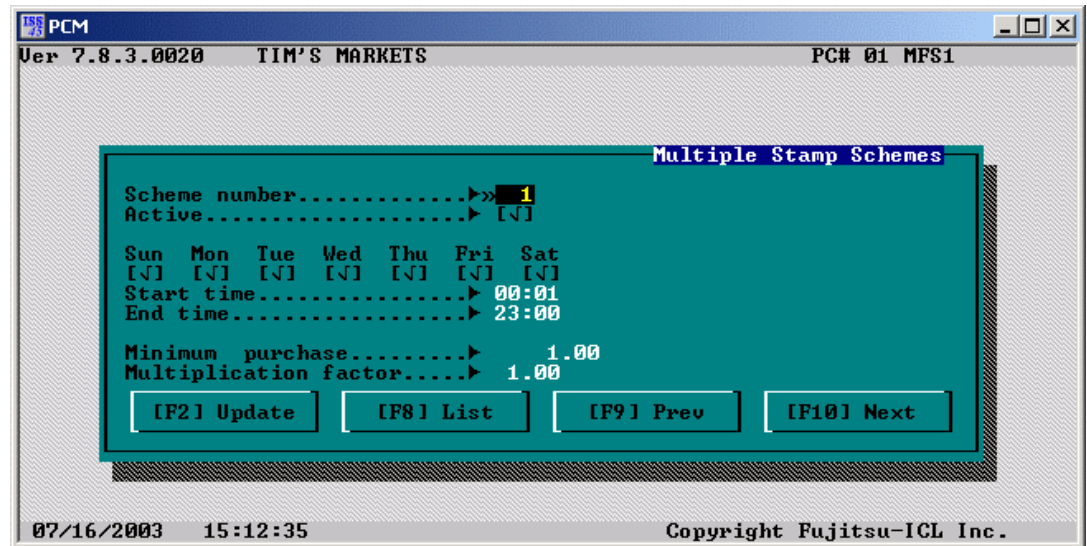 ISS 45 PCM
Ver 7.8.3.0020 TIM'S MARKETS PC# 01 MFS1
Multiple Stamp Schemes
Scheme number..............►» 1
Active.....................► [√]
Sun Mon Tue Wed Thu Fri Sat
[√] [√] [√] [√] [√] [√] [√]
Start time.................► 00:01
End time...................► 23:00
Minimum purchase.........► 1.00
Multiplication factor.....► 1.00
[F2] Update [F8] List [F9] Prev [F10] Next
07/16/2003 15:12:35 Copyright Fujitsu-ICL Inc.